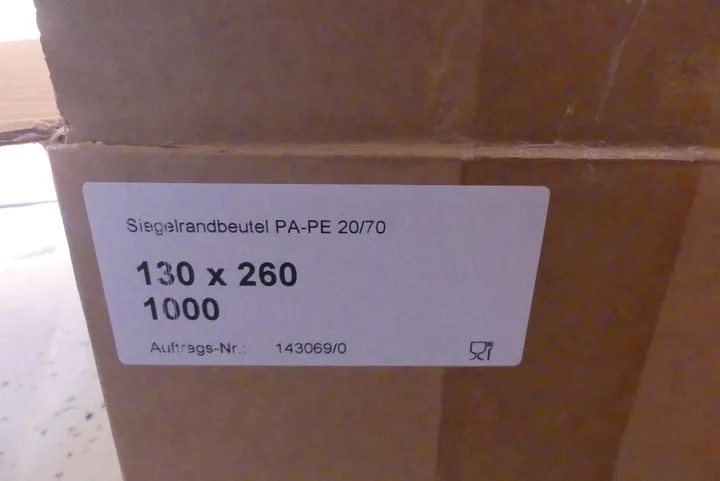 Siegelrandbeutel PA-PE 20/70
130 x 260
1000
Auftrags-Nr.: 143069/0